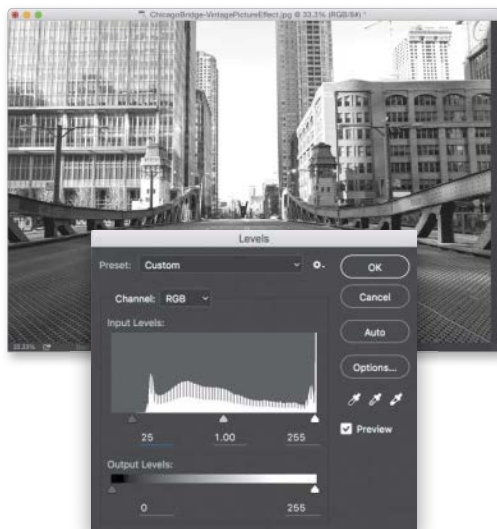 ChicagoBridge-VintagePictureEffect.jpg @ 33.3% (RGB/8#) *
33.33%
Levels
Preset: Custom
OK
Channel: RGB
Cancel
Input Levels:
Auto
Options...
Preview
25 1.00 255
Output Levels:
0 255